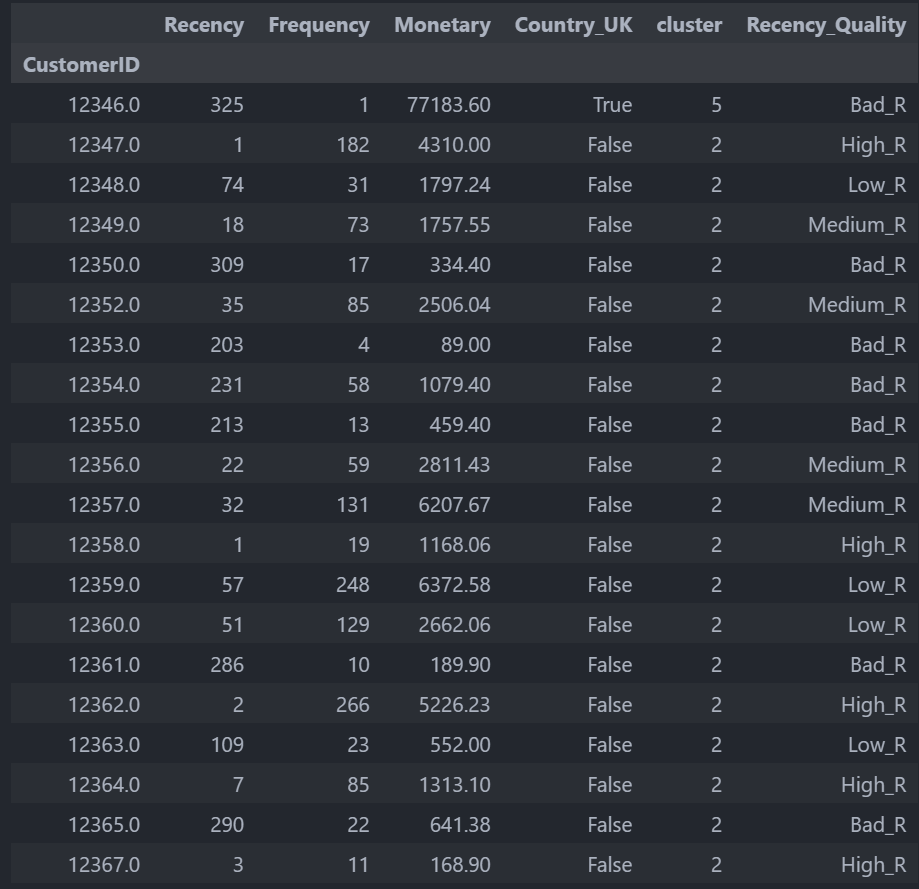 Recency Frequency Monetary Country_UK cluster Recency_Quality
CustomerID
12346.0 325 1 77183.60 True 5 Bad_R
12347.0 1 182 4310.00 False 2 High_R
12348.0 74 31 1797.24 False 2 Low_R
12349.0 18 73 1757.55 False 2 Medium_R
12350.0 309 17 334.40 False 2 Bad_R
12352.0 35 85 2506.04 False 2 Medium_R
12353.0 203 4 89.00 False 2 Bad_R
12354.0 231 58 1079.40 False 2 Bad_R
12355.0 213 13 459.40 False 2 Bad_R
12356.0 22 59 2811.43 False 2 Medium_R
12357.0 32 131 6207.67 False 2 Medium_R
12358.0 1 19 1168.06 False 2 High_R
12359.0 57 248 6372.58 False 2 Low_R
12360.0 51 129 2662.06 False 2 Low_R
12361.0 286 10 189.90 False 2 Bad_R
12362.0 2 266 5226.23 False 2 High_R
12363.0 109 23 552.00 False 2 Low_R
12364.0 7 85 1313.10 False 2 High_R
12365.0 290 22 641.38 False 2 Bad_R
12367.0 3 11 168.90 False 2 High_R